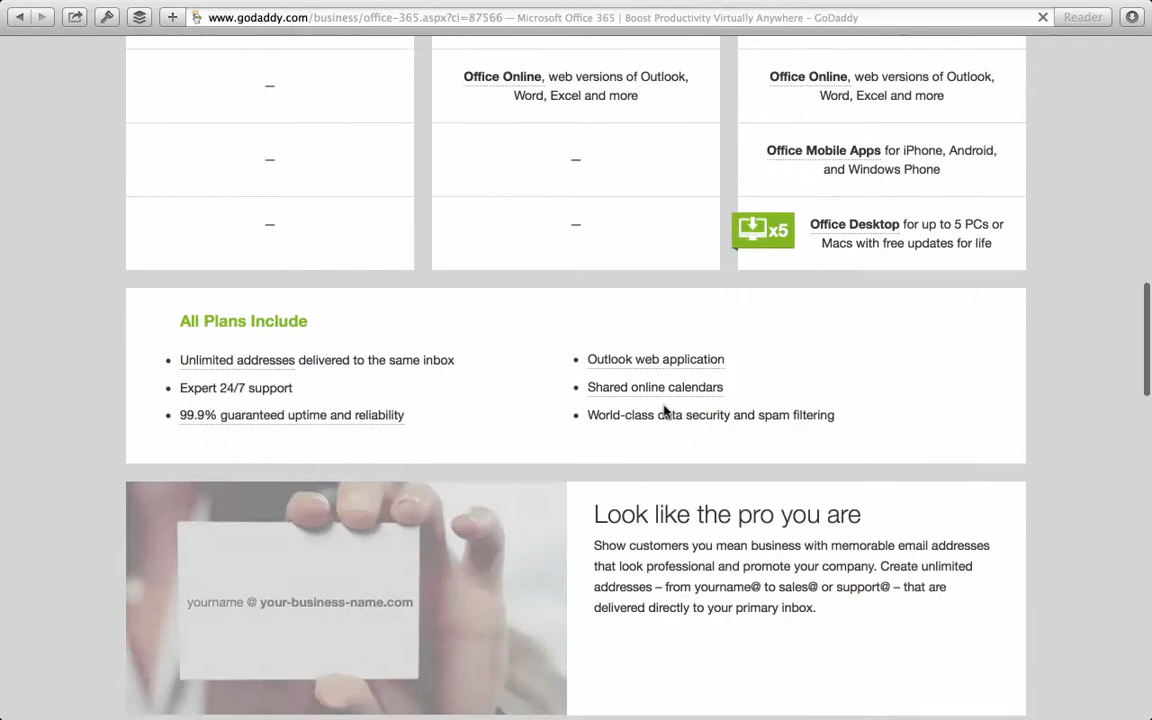 www.godaddy.com/business/office-365.aspx?ci=87566 — Microsoft Office 365 | Boost Productivity Virtually Anywhere – GoDaddy
Reader
–
Office Online, web versions of Outlook,
Word, Excel and more
Office Online, web versions of Outlook,
Word, Excel and more
–
–
Office Mobile Apps for iPhone, Android,
and Windows Phone
–
–
x5
Office Desktop for up to 5 PCs or
Macs with free updates for life
All Plans Include
• Unlimited addresses delivered to the same inbox
• Expert 24/7 support
• 99.9% guaranteed uptime and reliability
• Outlook web application
• Shared online calendars
• World-class data security and spam filtering
yourname @ your-business-name.com
Look like the pro you are
Show customers you mean business with memorable email addresses
that look professional and promote your company. Create unlimited
addresses – from yourname@ to sales@ or support@ – that are
delivered directly to your primary inbox.